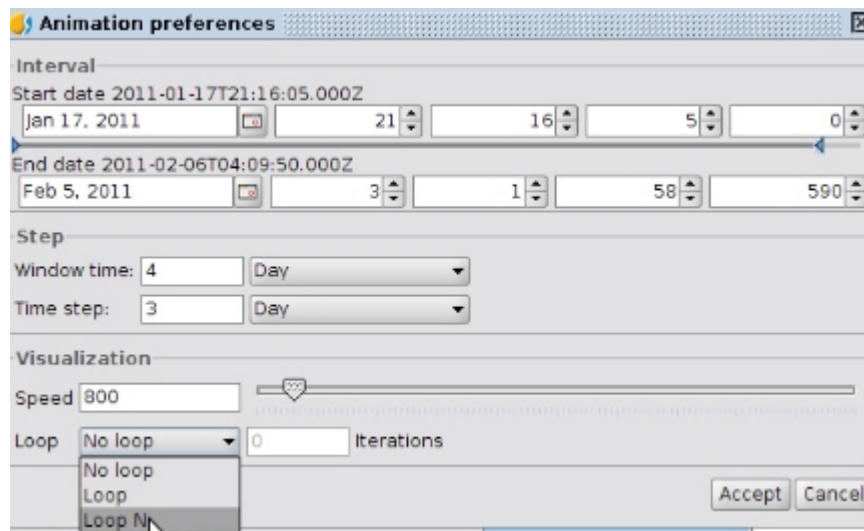 Animation preferences
Interval
Start date 2011-01-17T21:16:05.000Z
Jan 17, 2011 21 16 5 0
End date 2011-02-06T04:09:50.000Z
Feb 5, 2011 3 1 58 590
Step
Window time: 4 Day
Time step: 3 Day
Visualization
Speed 800
Loop No loop 0 Iterations
No loop
Loop
Loop N
Accept Cancel